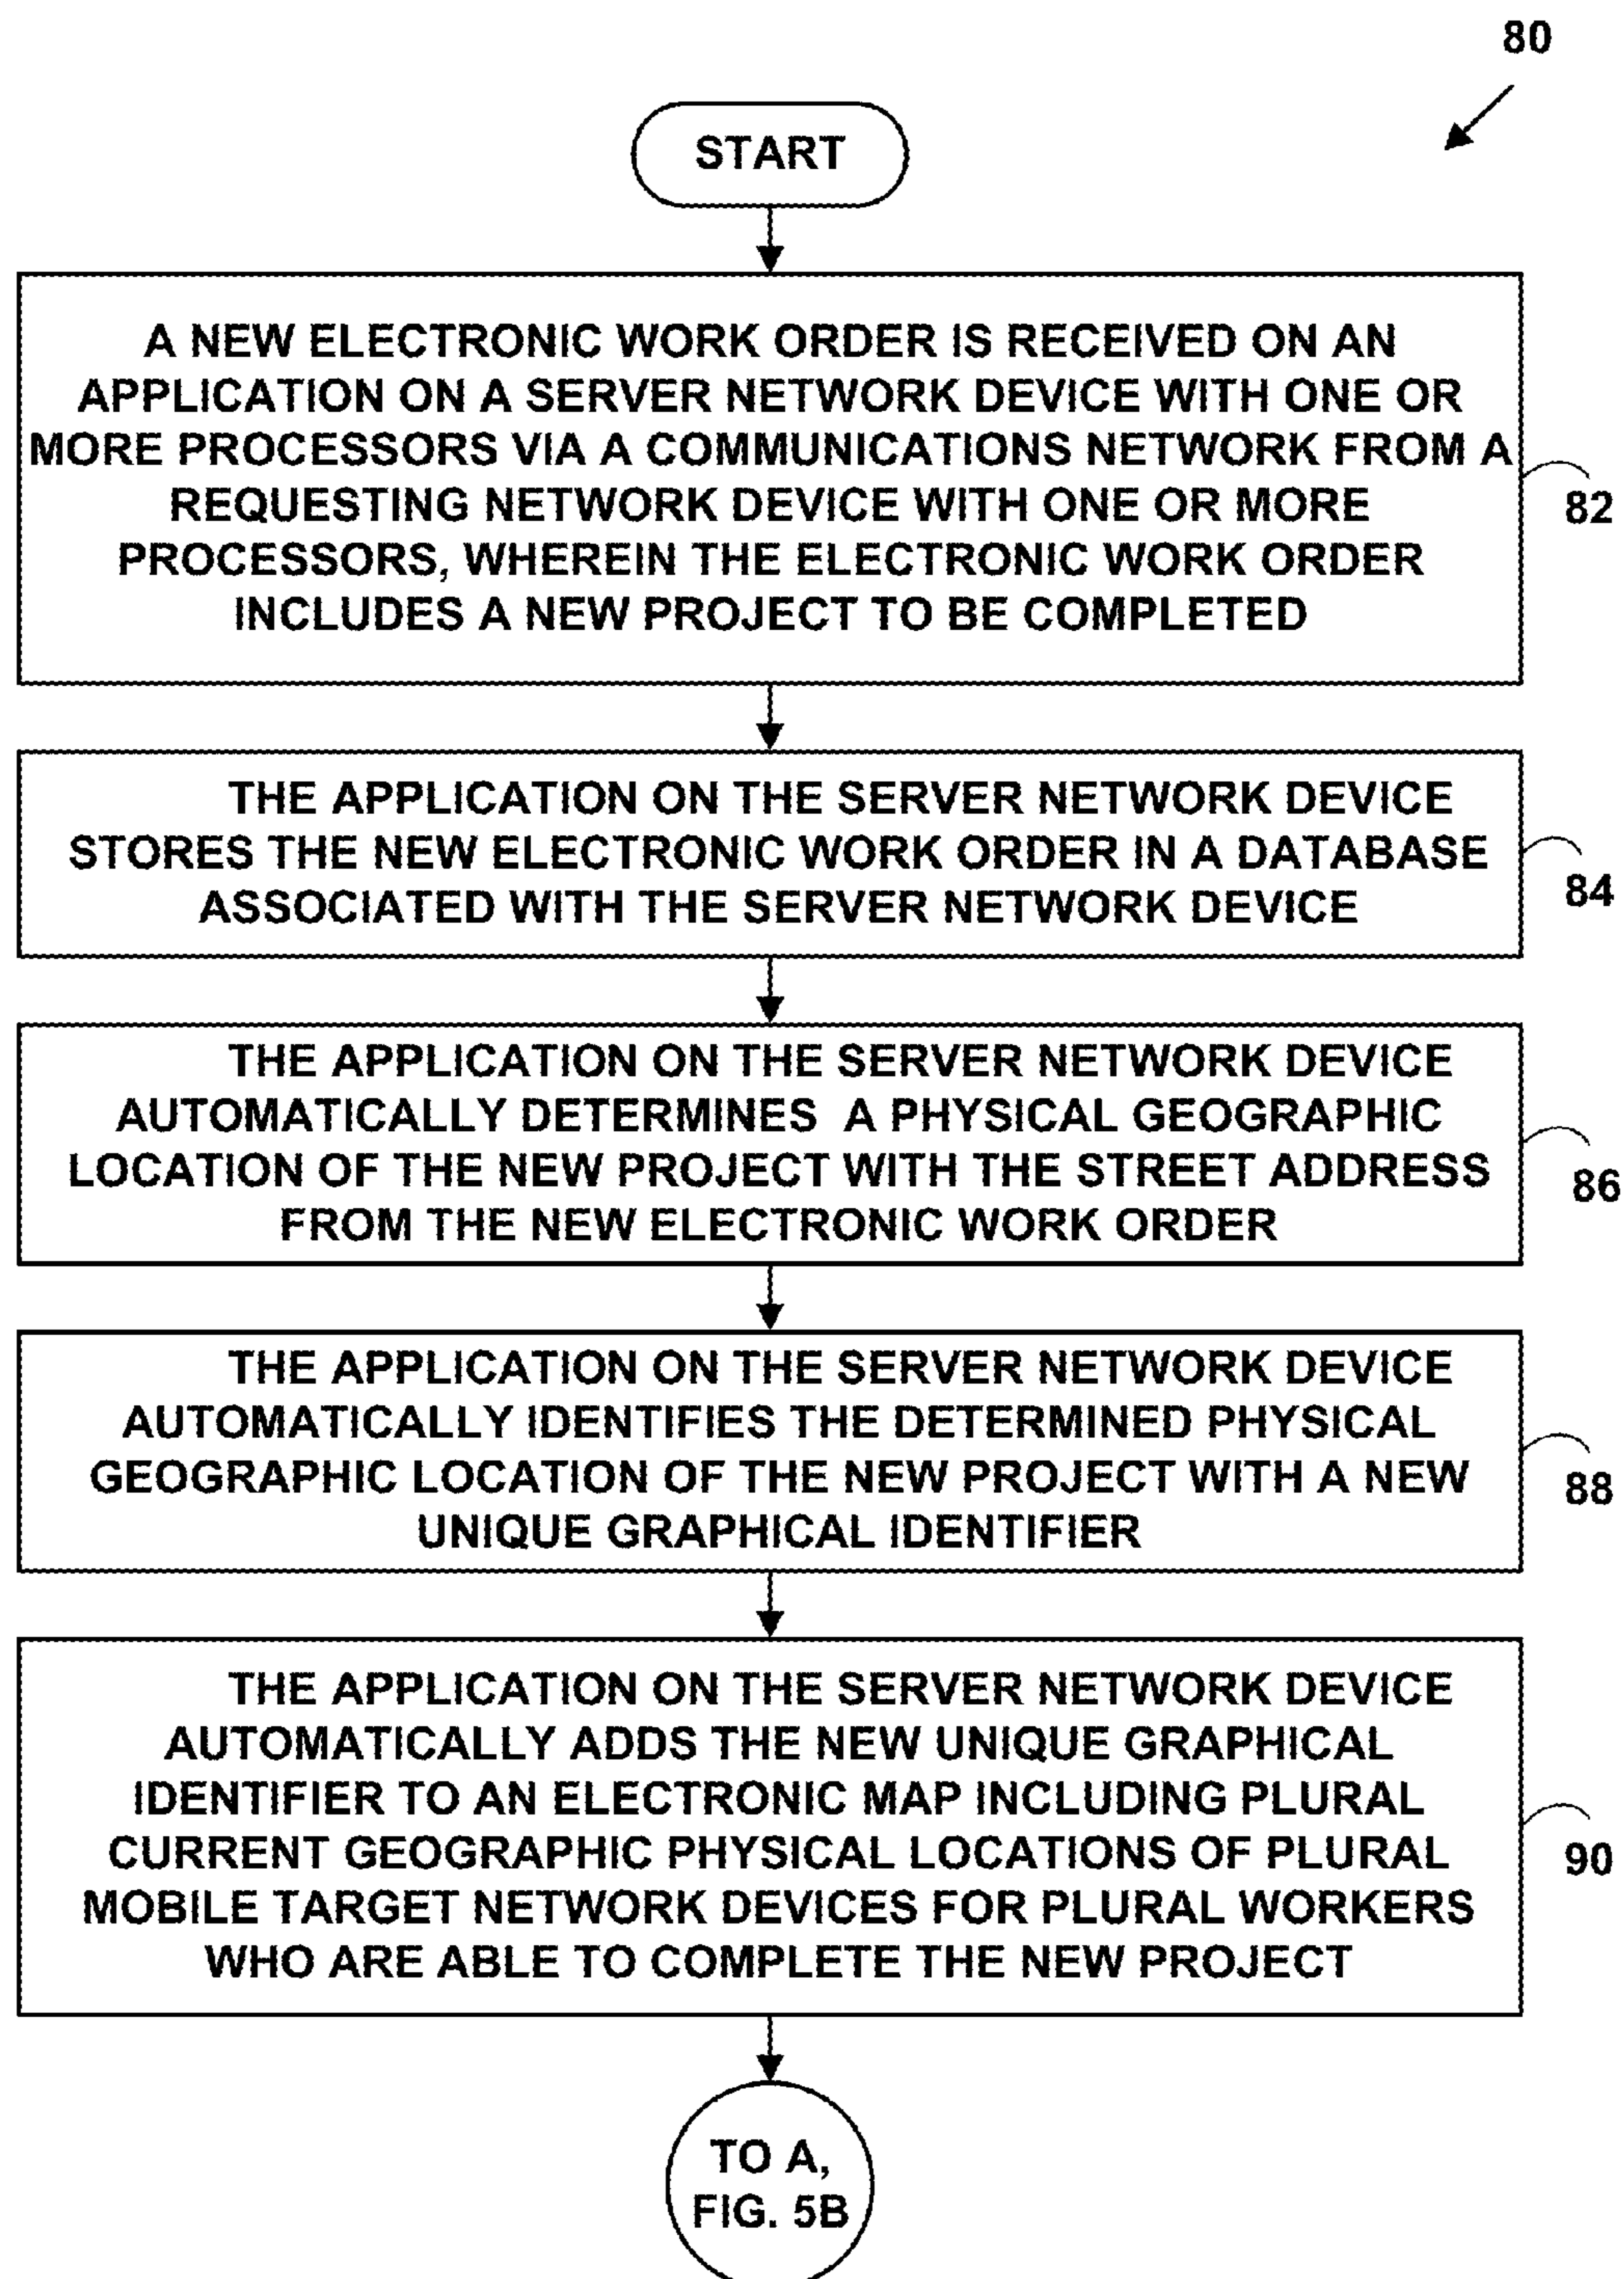 80
START
A NEW ELECTRONIC WORK ORDER IS RECEIVED ON AN
APPLICATION ON A SERVER NETWORK DEVICE WITH ONE OR
MORE PROCESSORS VIA A COMMUNICATIONS NETWORK FROM A
REQUESTING NETWORK DEVICE WITH ONE OR MORE
PROCESSORS, WHEREIN THE ELECTRONIC WORK ORDER
INCLUDES A NEW PROJECT TO BE COMPLETED
82
THE APPLICATION ON THE SERVER NETWORK DEVICE
STORES THE NEW ELECTRONIC WORK ORDER IN A DATABASE
ASSOCIATED WITH THE SERVER NETWORK DEVICE
84
THE APPLICATION ON THE SERVER NETWORK DEVICE
AUTOMATICALLY DETERMINES A PHYSICAL GEOGRAPHIC
LOCATION OF THE NEW PROJECT WITH THE STREET ADDRESS
FROM THE NEW ELECTRONIC WORK ORDER
86
THE APPLICATION ON THE SERVER NETWORK DEVICE
AUTOMATICALLY IDENTIFIES THE DETERMINED PHYSICAL
GEOGRAPHIC LOCATION OF THE NEW PROJECT WITH A NEW
UNIQUE GRAPHICAL IDENTIFIER
88
THE APPLICATION ON THE SERVER NETWORK DEVICE
AUTOMATICALLY ADDS THE NEW UNIQUE GRAPHICAL
IDENTIFIER TO AN ELECTRONIC MAP INCLUDING PLURAL
CURRENT GEOGRAPHIC PHYSICAL LOCATIONS OF PLURAL
MOBILE TARGET NETWORK DEVICES FOR PLURAL WORKERS
WHO ARE ABLE TO COMPLETE THE NEW PROJECT
90
TO A,
FIG. 5B